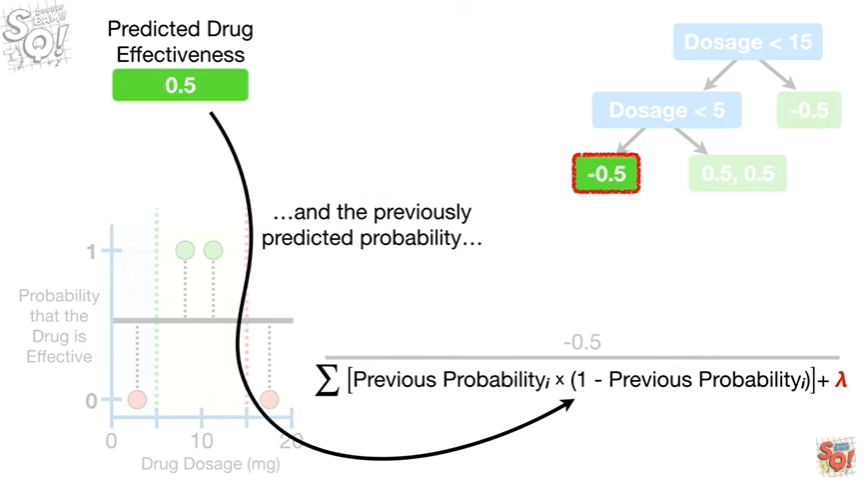 SQ!
Predicted Drug
Effectiveness
0.5
Dosage < 15
Dosage < 5
-0.5
-0.5
0.5, 0.5
…and the previously
predicted probability…
1
Probability
that the
Drug is
Effective
0
0
10
20
Drug Dosage (mg)
-0.5
∑ [Previous Probabilityᵢ × (1 - Previous Probabilityᵢ)]+ λ
SQ!